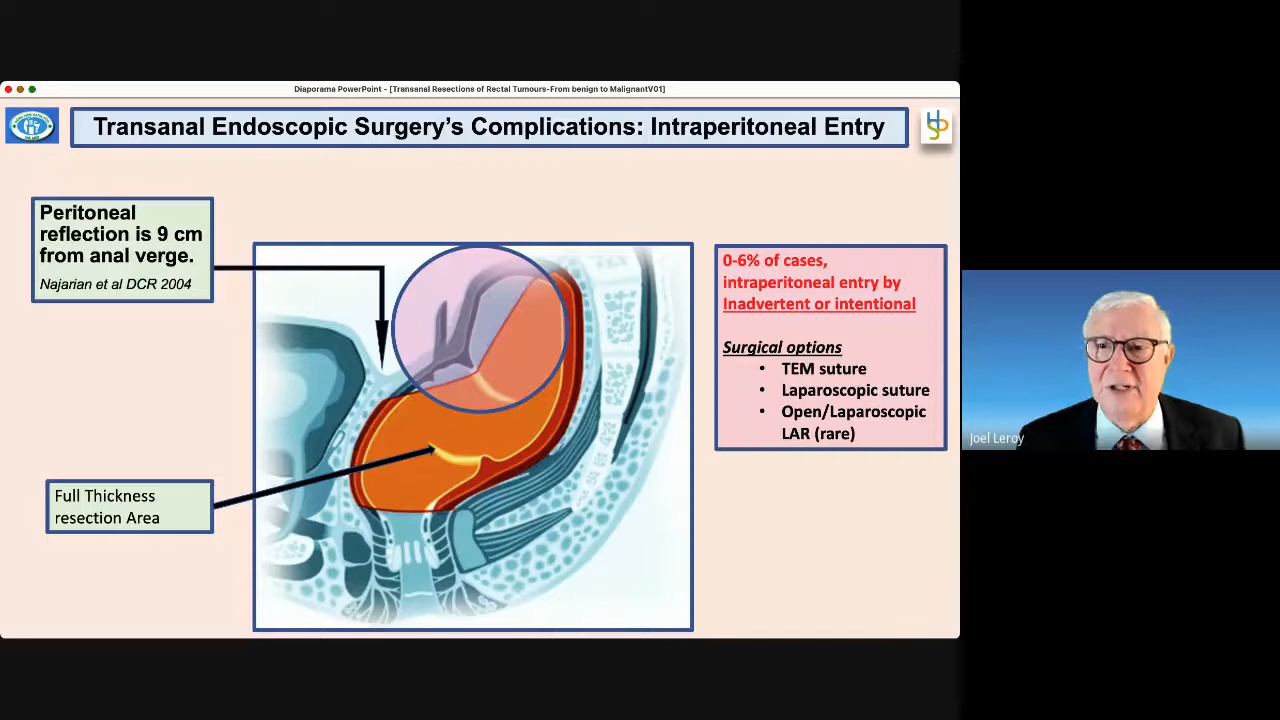 Diaporama PowerPoint - [Transanal Resections of Rectal Tumours-From benign to MalignantV01]
Transanal Endoscopic Surgery's Complications: Intraperitoneal Entry
Peritoneal
reflection is 9 cm
from anal verge.
Najarian et al DCR 2004
Full Thickness
resection Area
0-6% of cases,
intraperitoneal entry by
Inadvertent or intentional
Surgical options
• TEM suture
• Laparoscopic suture
• Open/Laparoscopic
LAR (rare)
Joel Leroy